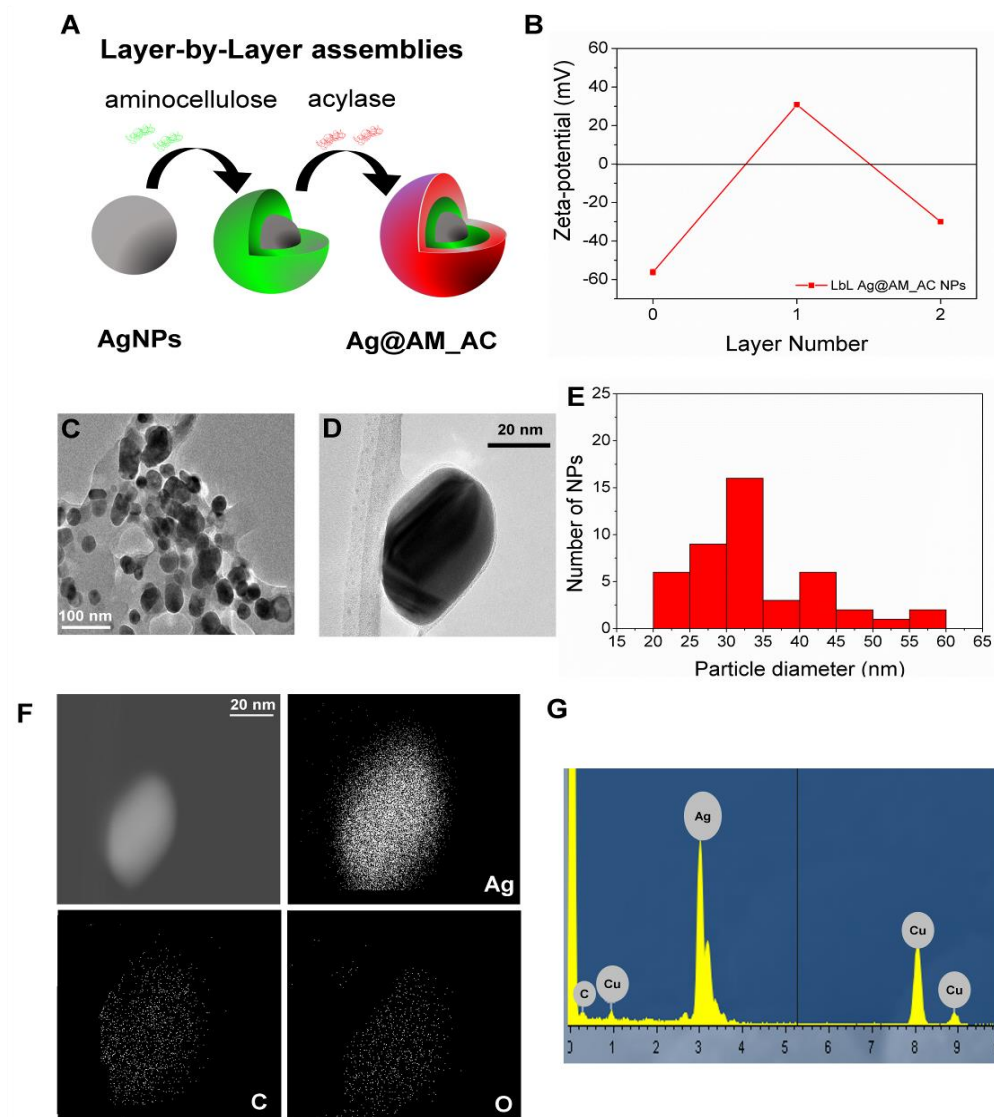 A
Layer-by-Layer assemblies
aminocellulose
acylase
AgNPs
Ag@AM_AC
B
Zeta-potential (mV)
60
40
20
0
-20
-40
-60
LbL Ag@AM_AC NPs
0
1
2
Layer Number
C
100 nm
D
20 nm
E
Number of NPs
25
20
15
10
5
0
15 20 25 30 35 40 45 50 55 60 65
Particle diameter (nm)
F
20 nm
Ag
C
O
G
Ag
Cu
C
Cu
Cu
0 1 2 3 4 5 6 7 8 9